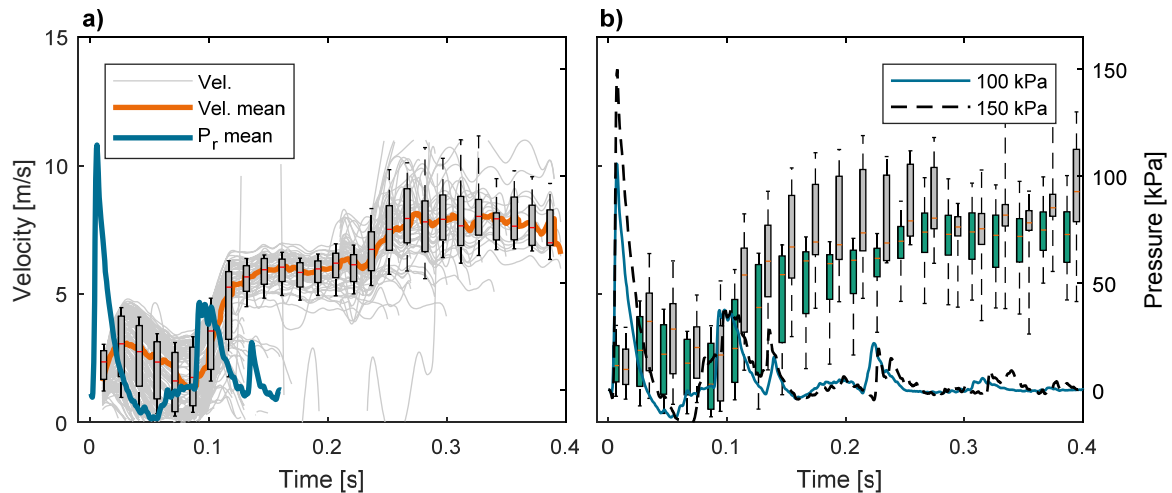 a)
Velocity [m/s]
15
10
5
0
Vel.
Vel. mean
Pr mean
0 0.1 0.2 0.3 0.4
Time [s]
b)
100 kPa
150 kPa
150
100
50
0
Pressure [kPa]
0 0.1 0.2 0.3 0.4
Time [s]